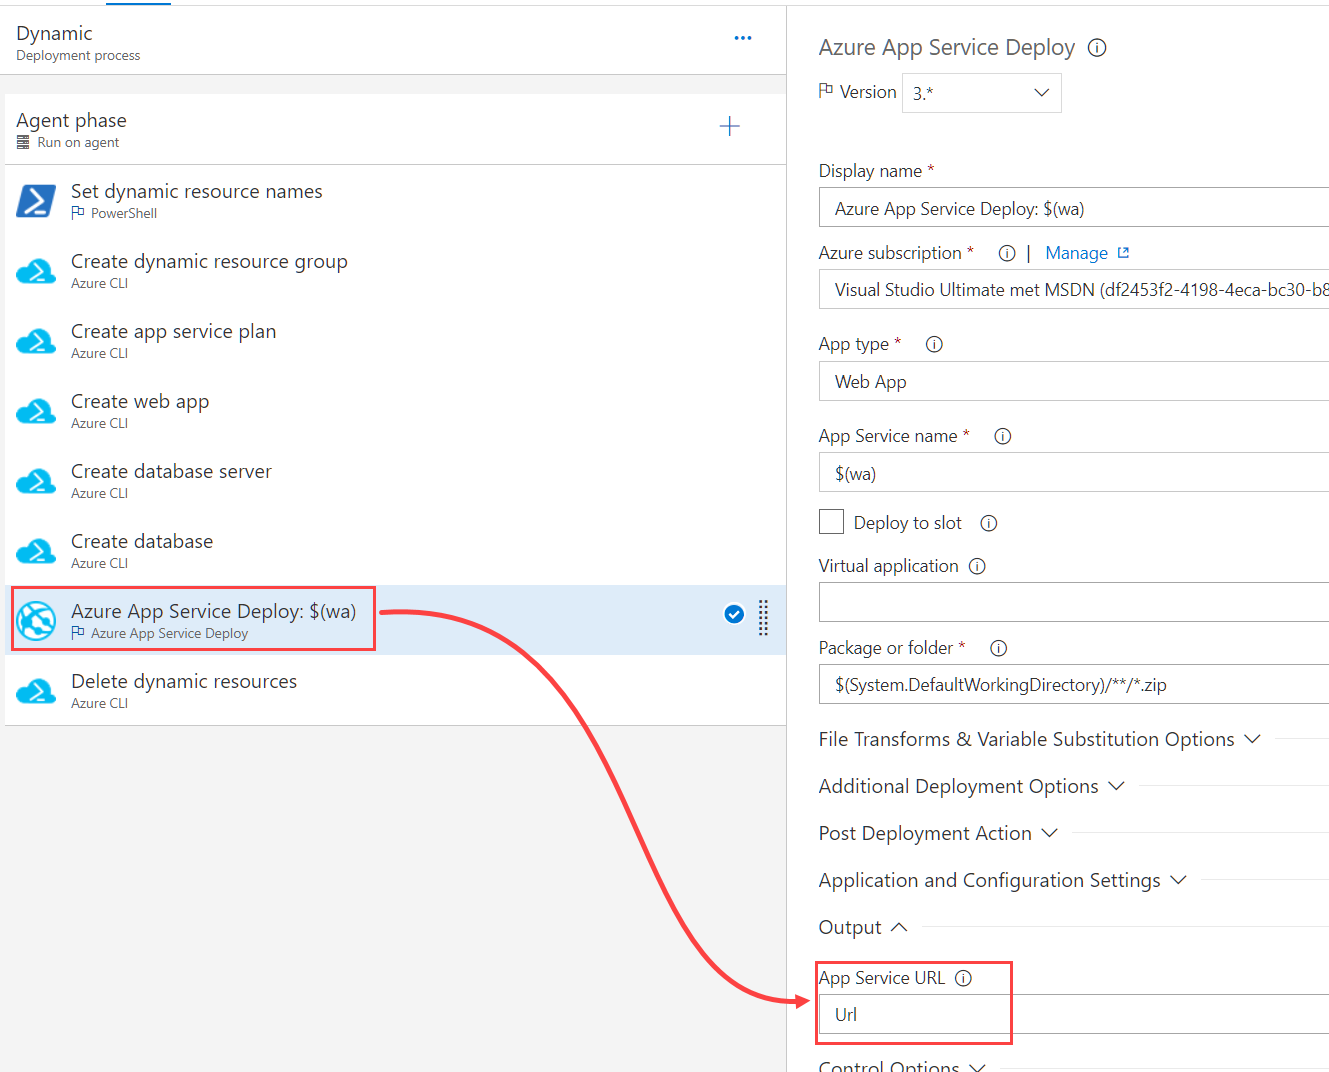 Dynamic
Deployment process
Agent phase
Run on agent
Set dynamic resource names
PowerShell
Create dynamic resource group
Azure CLI
Create app service plan
Azure CLI
Create web app
Azure CLI
Create database server
Azure CLI
Create database
Azure CLI
Azure App Service Deploy: $(wa)
Azure App Service Deploy
Delete dynamic resources
Azure CLI
Azure App Service Deploy
Version 3.*
Display name *
Azure App Service Deploy: $(wa)
Azure subscription * | Manage
Visual Studio Ultimate met MSDN (df2453f2-4198-4eca-bc30-b8
App type *
Web App
App Service name *
$(wa)
Deploy to slot
Virtual application
Package or folder *
$(System.DefaultWorkingDirectory)/**/*.zip
File Transforms & Variable Substitution Options
Additional Deployment Options
Post Deployment Action
Application and Configuration Settings
Output
App Service URL
Url
Control Options